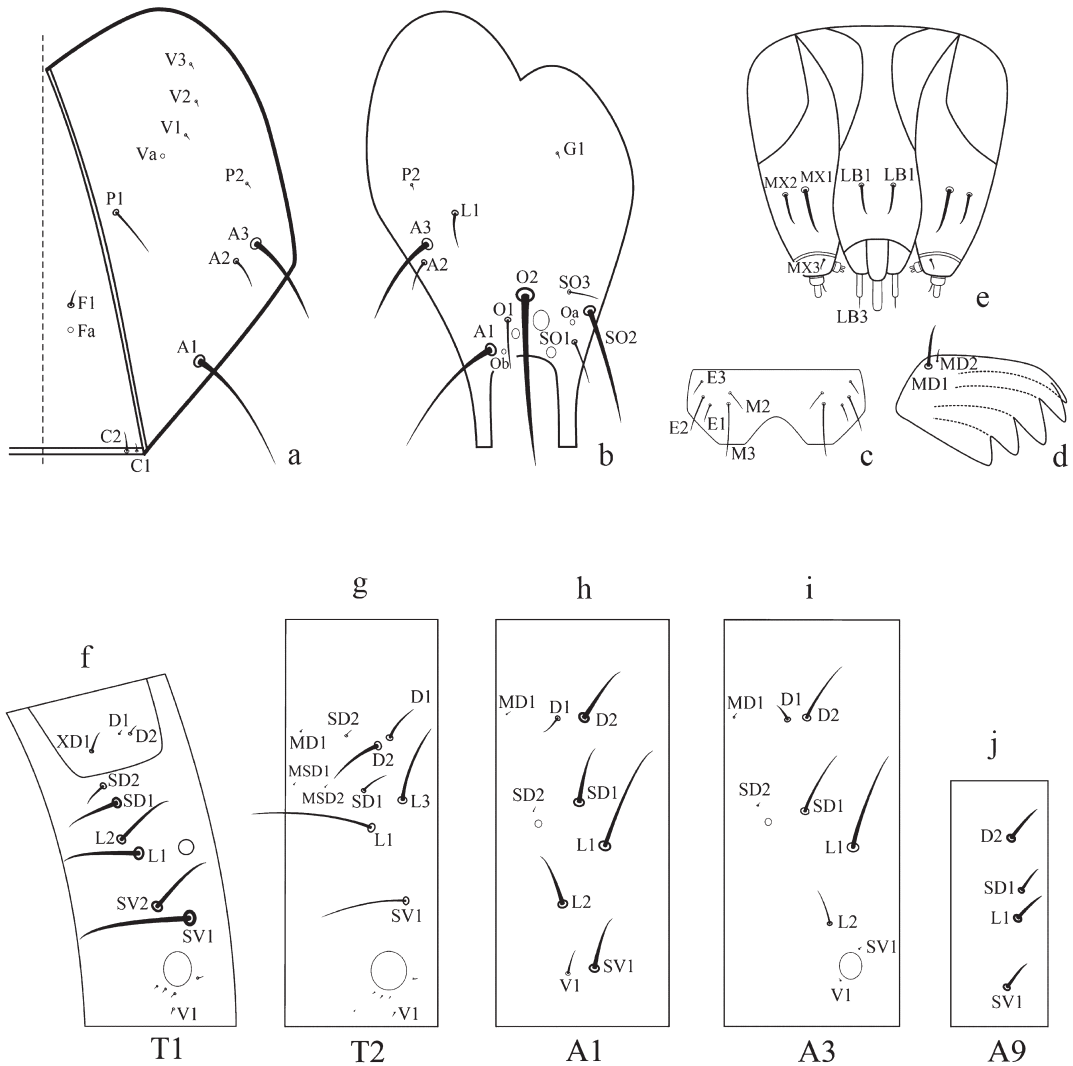 V3
V2
V1
Va
P2
P1
A3
A2
F1
Fa
A1
C2
C1
a
G1
P2
L1
A3
A2
O2
SO3
O1
Oa
A1
SO1
SO2
Ob
b
MX2 MX1 LB1 LB1
MX3
LB3
e
E3
M2
E2 E1
M3
c
MD2
MD1
d
f
D1
XD1
D2
SD2
SD1
L2
L1
SV2
SV1
V1
T1
g
D1
SD2
MD1
D2
MSD1
MSD2
SD1
L3
L1
SV1
V1
T2
h
MD1
D1
D2
SD2
SD1
L1
L2
V1
SV1
A1
i
MD1
D1
D2
SD2
SD1
L1
L2
SV1
V1
A3
j
D2
SD1
L1
SV1
A9